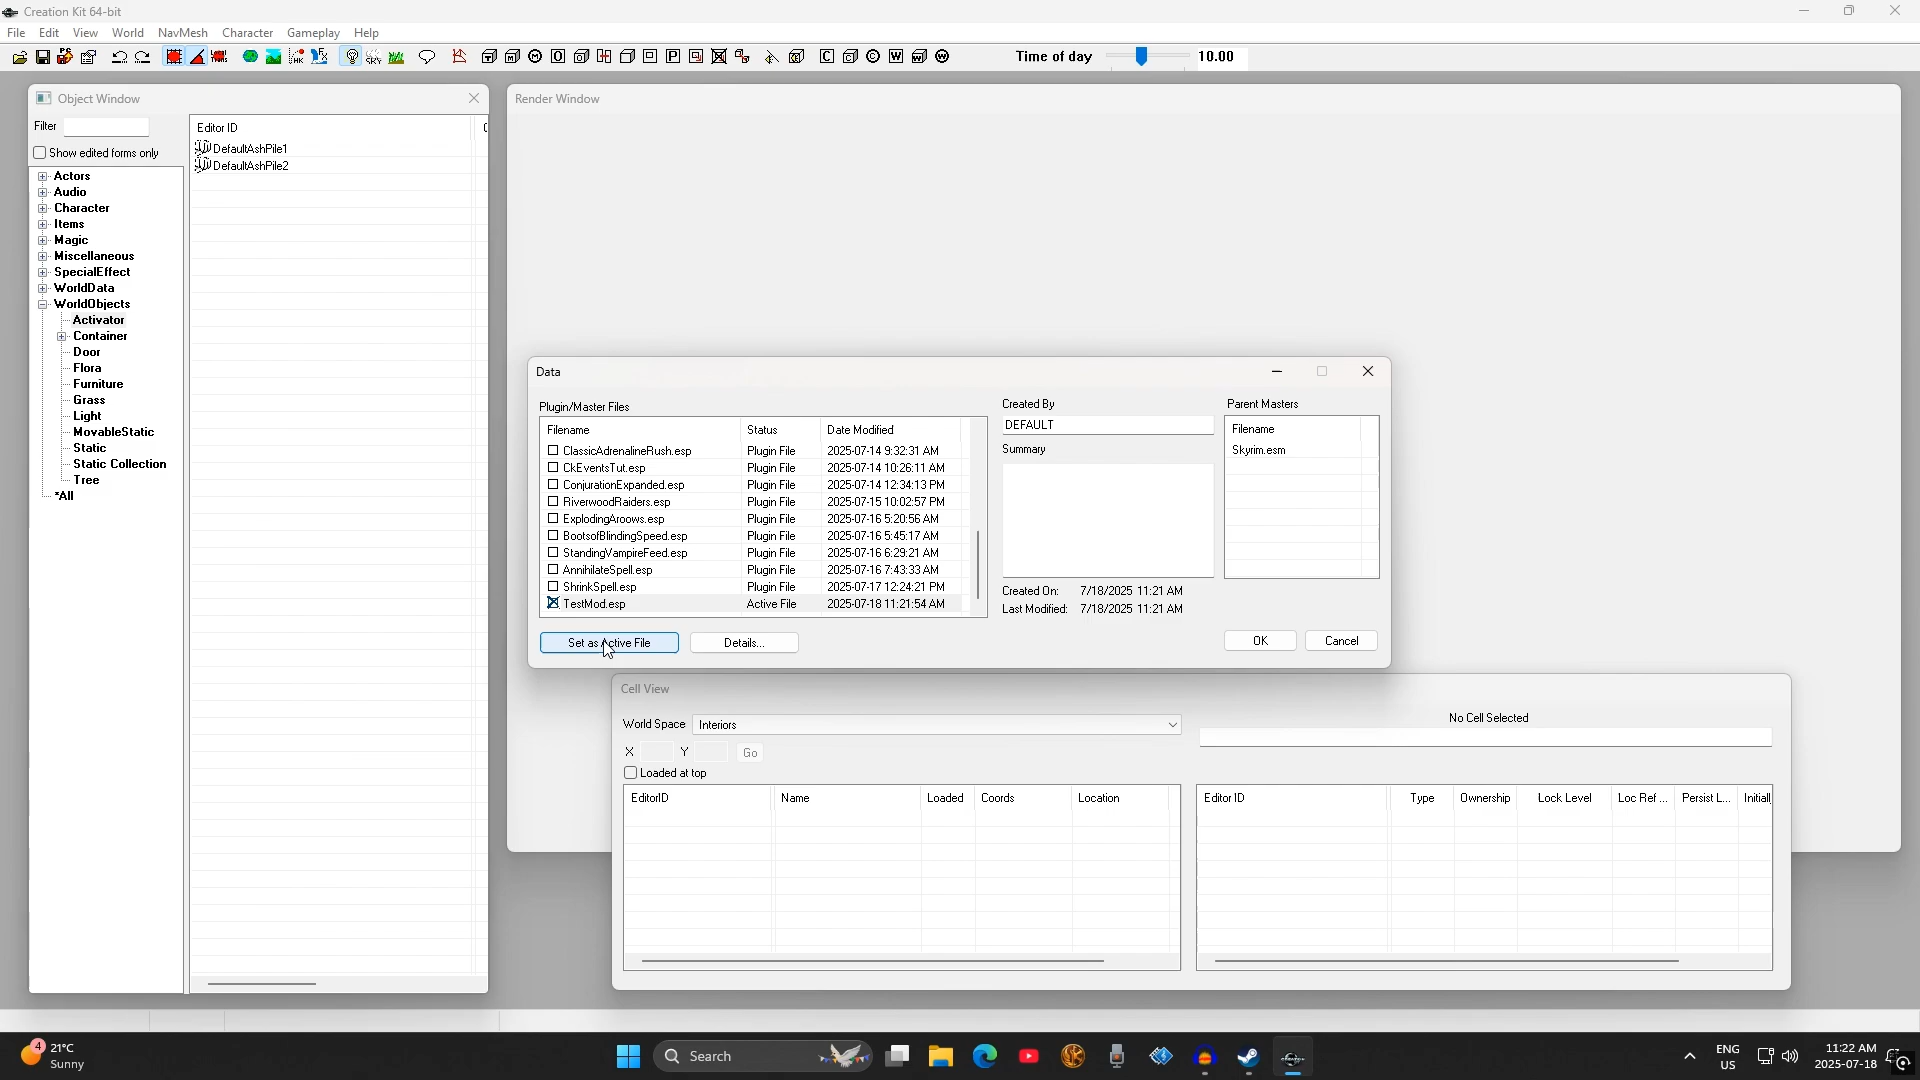 Creation Kit 64-bit
File Edit View World NavMesh Character Gameplay Help
Time of day 10.00
Object Window
Filter
Show edited forms only
Actors
Audio
Character
Items
Magic
Miscellaneous
SpecialEffect
WorldData
WorldObjects
Activator
Container
Door
Flora
Furniture
Grass
Light
MovableStatic
Static
Static Collection
Tree
*All
Editor ID
DefaultAshPile1
DefaultAshPile2
Render Window
Data
Plugin/Master Files
Filename Status Date Modified
ClassicAdrenalineRush.esp Plugin File 2025-07-14 9:32:31 AM
CkEventsTut.esp Plugin File 2025-07-14 10:26:11 AM
ConjurationExpanded.esp Plugin File 2025-07-14 12:34:13 PM
RiverwoodRaiders.esp Plugin File 2025-07-15 10:02:57 PM
ExplodingAroows.esp Plugin File 2025-07-16 5:20:56 AM
BootsofBlindingSpeed.esp Plugin File 2025-07-16 5:45:17 AM
StandingVampireFeed.esp Plugin File 2025-07-16 6:29:21 AM
AnnihilateSpell.esp Plugin File 2025-07-16 7:43:33 AM
ShrinkSpell.esp Plugin File 2025-07-17 12:24:21 PM
TestMod.esp Active File 2025-07-18 11:21:54 AM
Set as Active File Details...
Created By
DEFAULT
Summary
Created On: 7/18/2025 11:21 AM
Last Modified: 7/18/2025 11:21 AM
Parent Masters
Filename
Skyrim.esm
OK Cancel
Cell View
World Space Interiors
X Y Go
Loaded at top
EditorID Name Loaded Coords Location
No Cell Selected
Editor ID Type Ownership Lock Level Loc Ref ... Persist L... Initiall
21°C
Sunny
Search
ENG
US
11:22 AM
2025-07-18